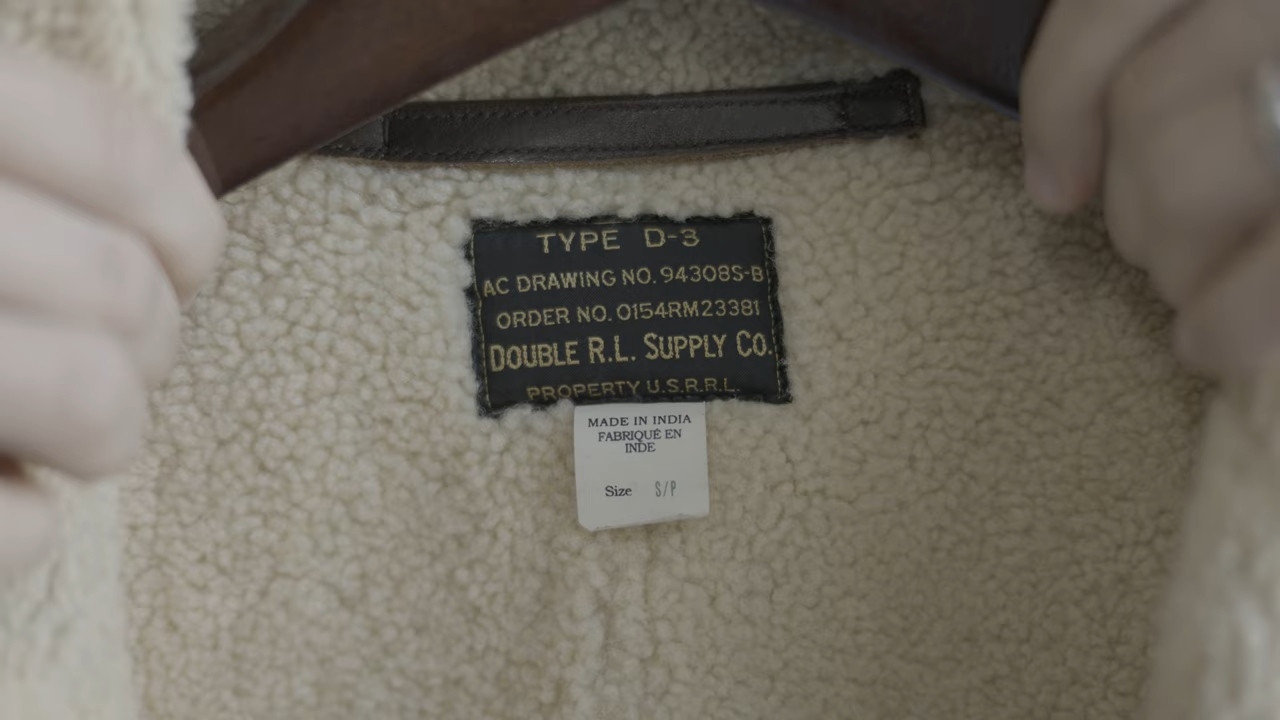 TYPE D-3
AC DRAWING NO. 94308S-B
ORDER NO. 0154RM23381
DOUBLE R.L. SUPPLY CO.
PROPERTY U.S.R.R.L.
MADE IN INDIA
FABRIQUÉ EN
INDE
Size S/P